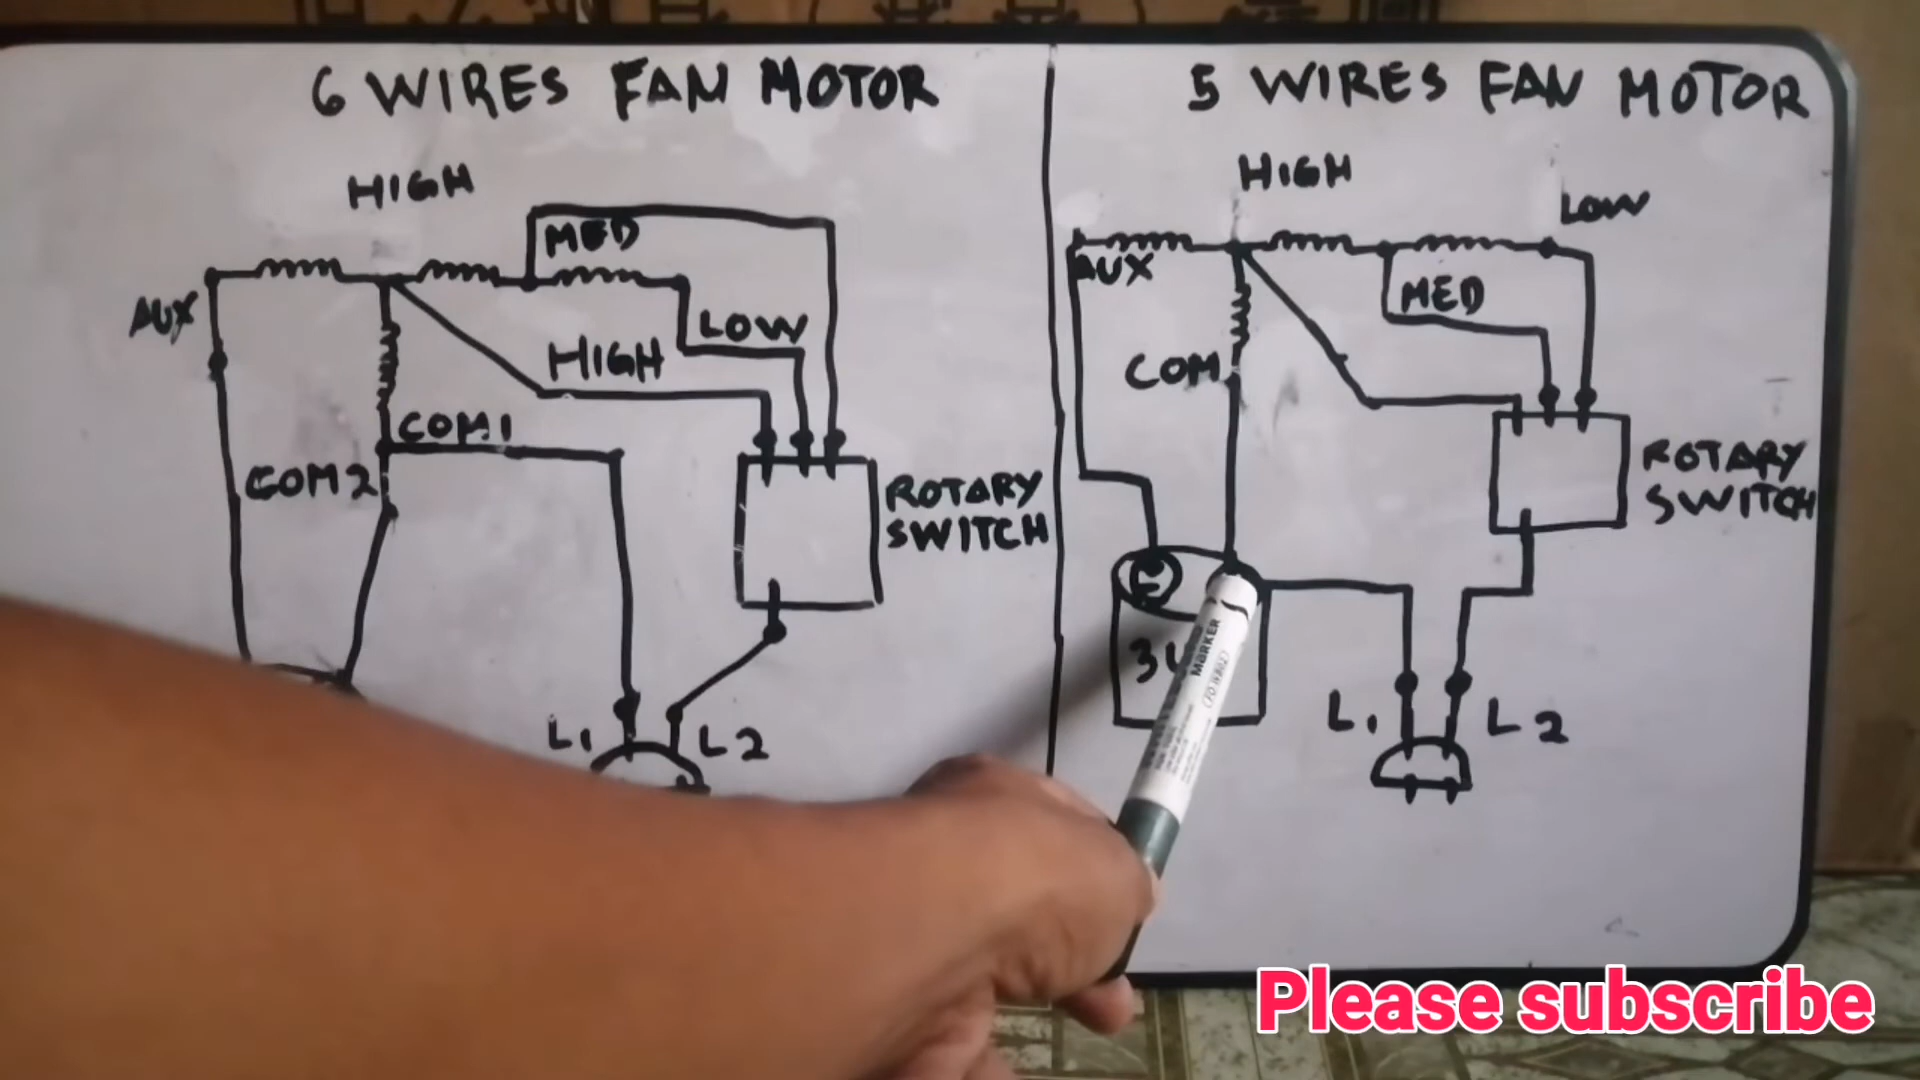 6 WIRES FAN MOTOR
HIGH
MED
AUX
LOW
HIGH
COM1
COM2
ROTARY
SWITCH
L1
L2
5 WIRES FAN MOTOR
HIGH
LOW
AUX
MED
COM
ROTARY
SWITCH
MARKER
L1
L2
Please subscribe